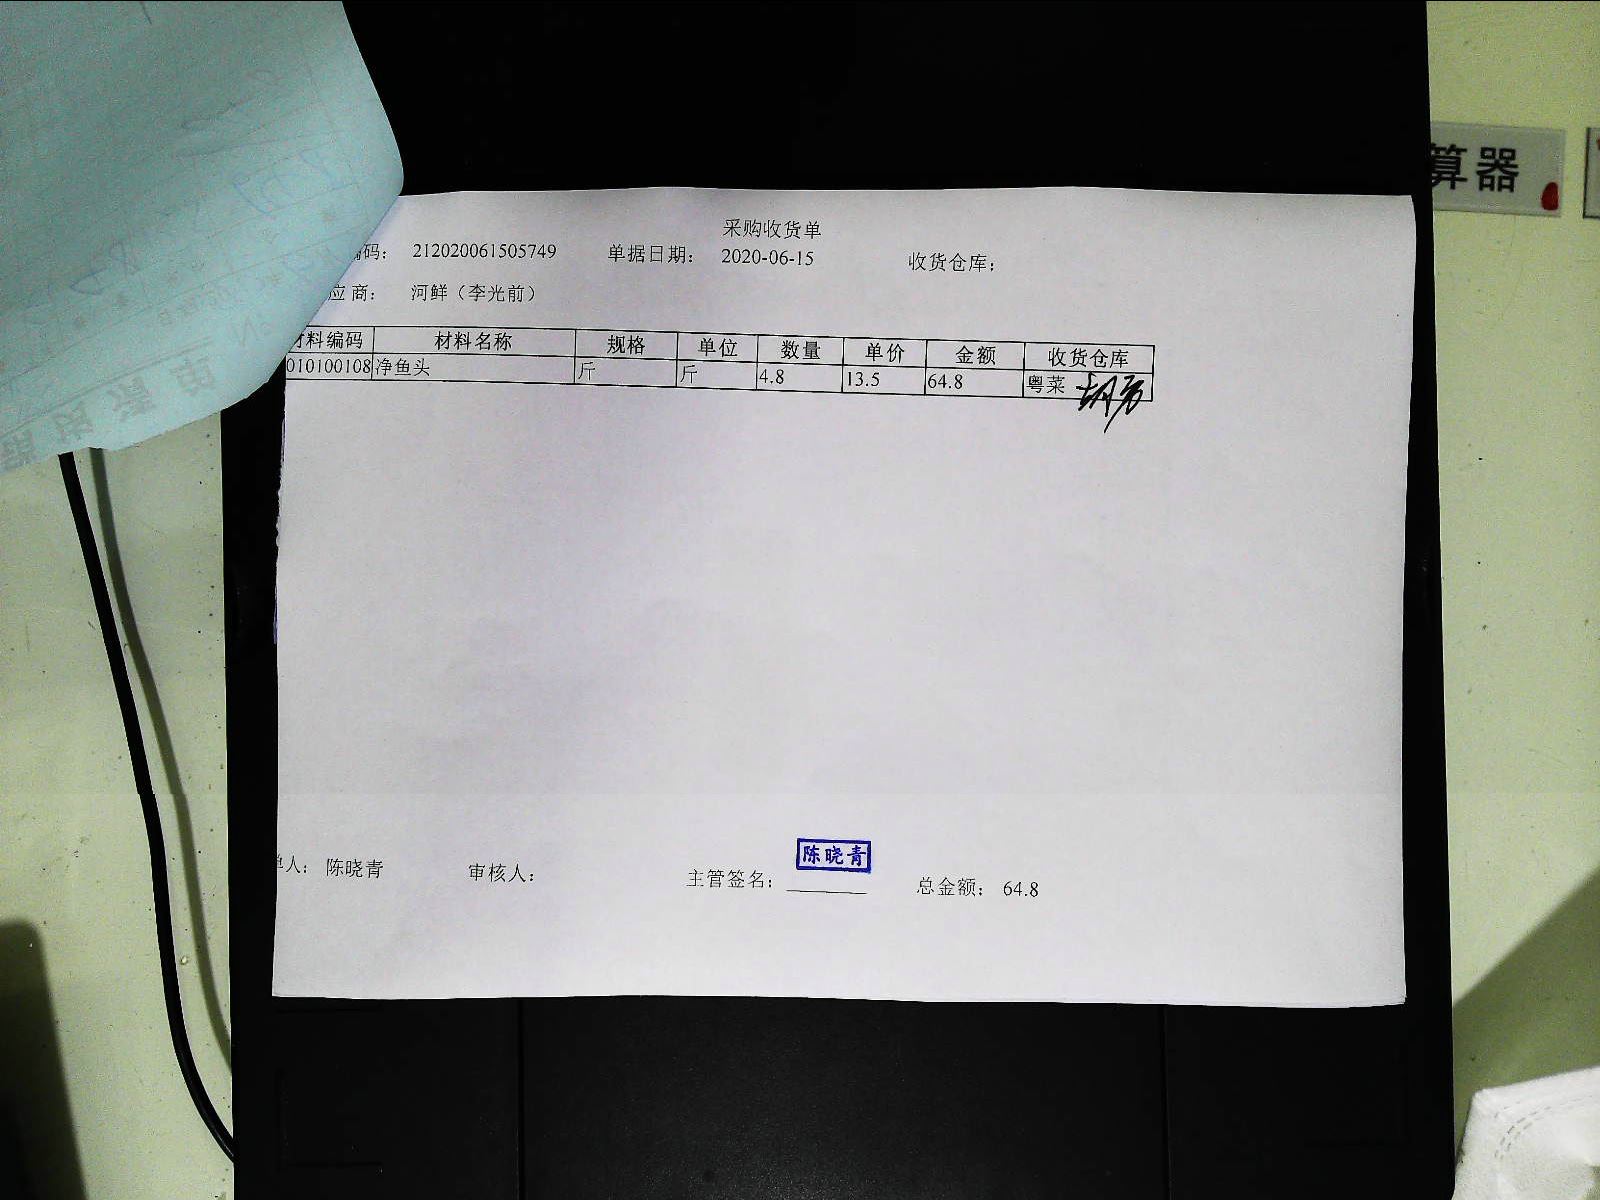 采购收货单
编码： 212020061505749 单据日期： 2020-06-15 收货仓库：
应商： 河鲜（李光前）
材料编码 材料名称 规格 单位 数量 单价 金额 收货仓库
010100108 净鱼头 斤 斤 4.8 13.5 64.8 粤菜
单人： 陈晓青 审核人： 主管签名： 陈晓青 总金额： 64.8
算器